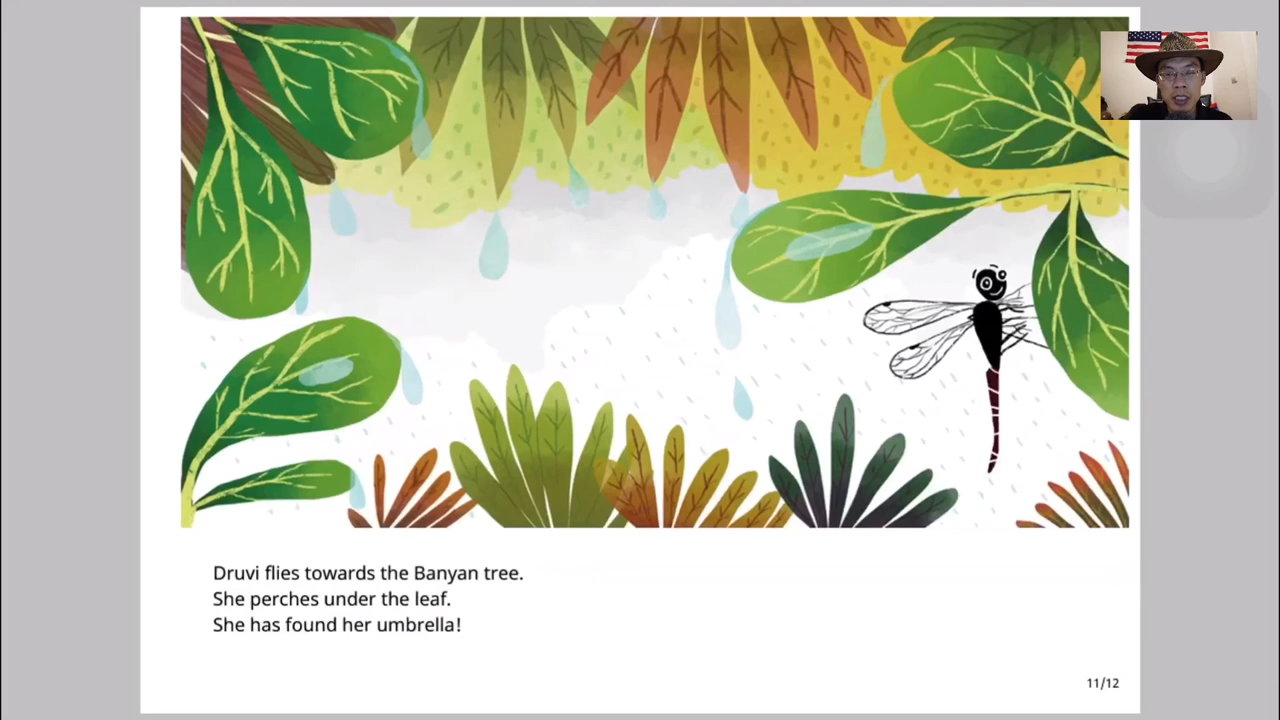 Druvi flies towards the Banyan tree.
She perches under the leaf.
She has found her umbrella!
11/12